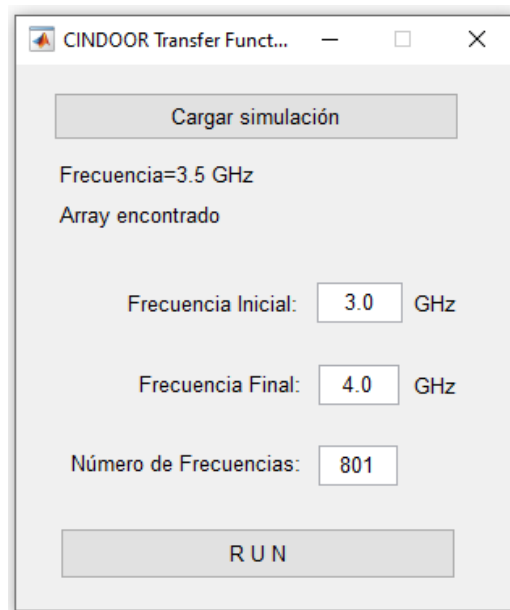 CINDOOR Transfer Funct...
Cargar simulación
Frecuencia=3.5 GHz
Array encontrado
Frecuencia Inicial: 3.0 GHz
Frecuencia Final: 4.0 GHz
Número de Frecuencias: 801
R U N